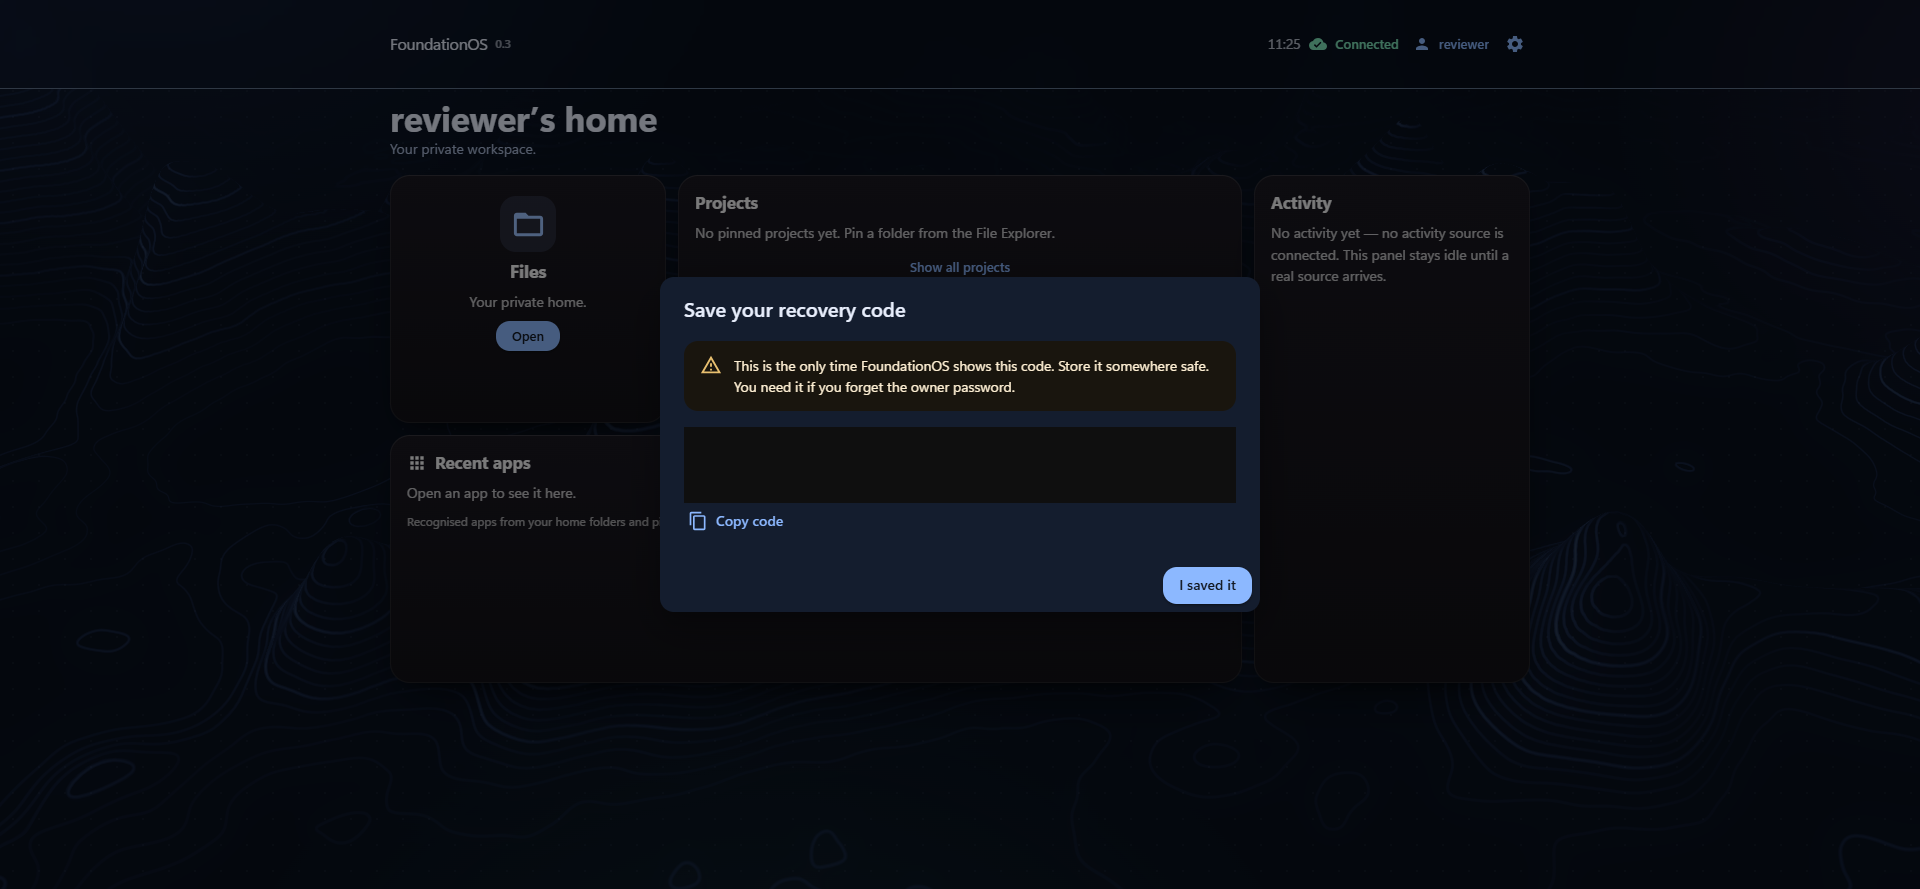 FoundationOS 0.3
11:25 Connected reviewer
reviewer’s home
Your private workspace.
Files
Your private home.
Open
Projects
No pinned projects yet. Pin a folder from the File Explorer.
Show all projects
Activity
No activity yet — no activity source is
connected. This panel stays idle until a
real source arrives.
Save your recovery code
This is the only time FoundationOS shows this code. Store it somewhere safe.
You need it if you forget the owner password.
Copy code
I saved it
Recent apps
Open an app to see it here.
Recognised apps from your home folders and